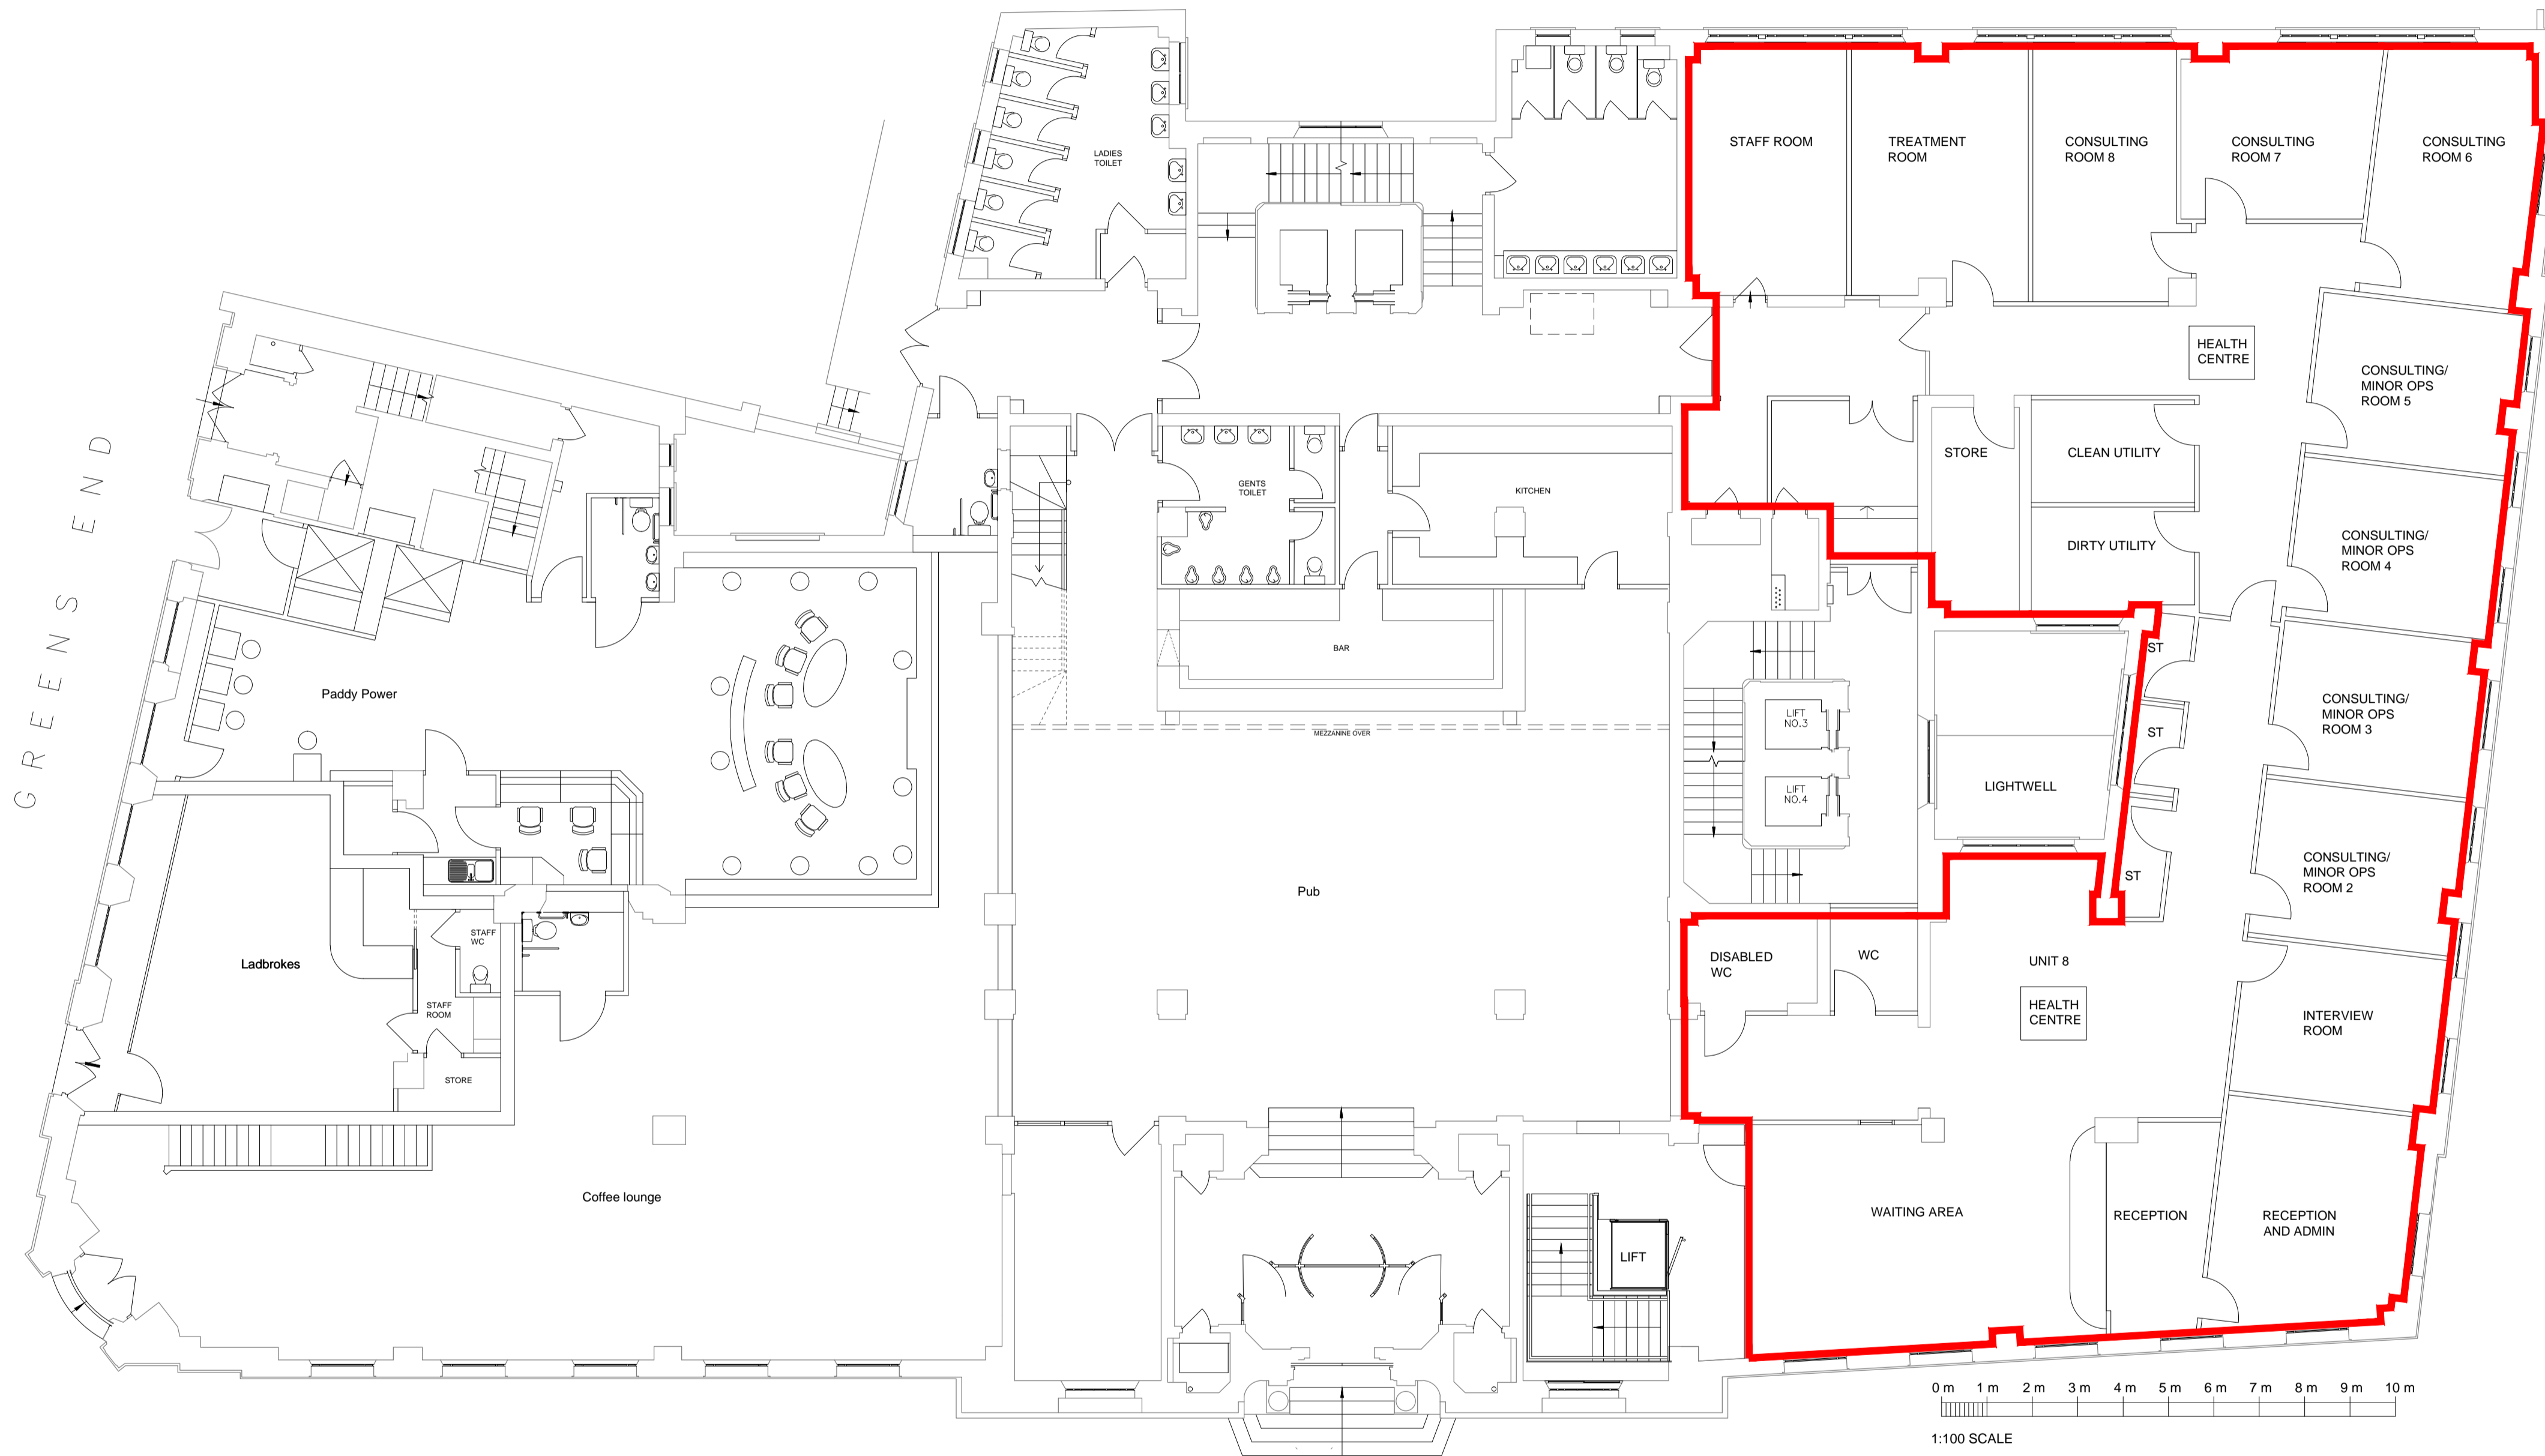 LADIES
TOILET
STAFF ROOM
TREATMENT
ROOM
CONSULTING
ROOM 8
CONSULTING
ROOM 7
CONSULTING
ROOM 6
HEALTH
CENTRE
CONSULTING/
MINOR OPS
ROOM 5
GREENS END
GENTS
TOILET
KITCHEN
STORE
CLEAN UTILITY
DIRTY UTILITY
CONSULTING/
MINOR OPS
ROOM 4
BAR
ST
Paddy Power
MEZZANINE OVER
LIFT
NO.3
ST
CONSULTING/
MINOR OPS
ROOM 3
LIFT
NO.4
LIGHTWELL
Pub
ST
CONSULTING/
MINOR OPS
ROOM 2
STAFF
WC
Ladbrokes
DISABLED
WC
WC
UNIT 8
HEALTH
CENTRE
STAFF
ROOM
INTERVIEW
ROOM
STORE
Coffee lounge
LIFT
WAITING AREA
RECEPTION
RECEPTION
AND ADMIN
0 m 1 m 2 m 3 m 4 m 5 m 6 m 7 m 8 m 9 m 10 m
1:100 SCALE